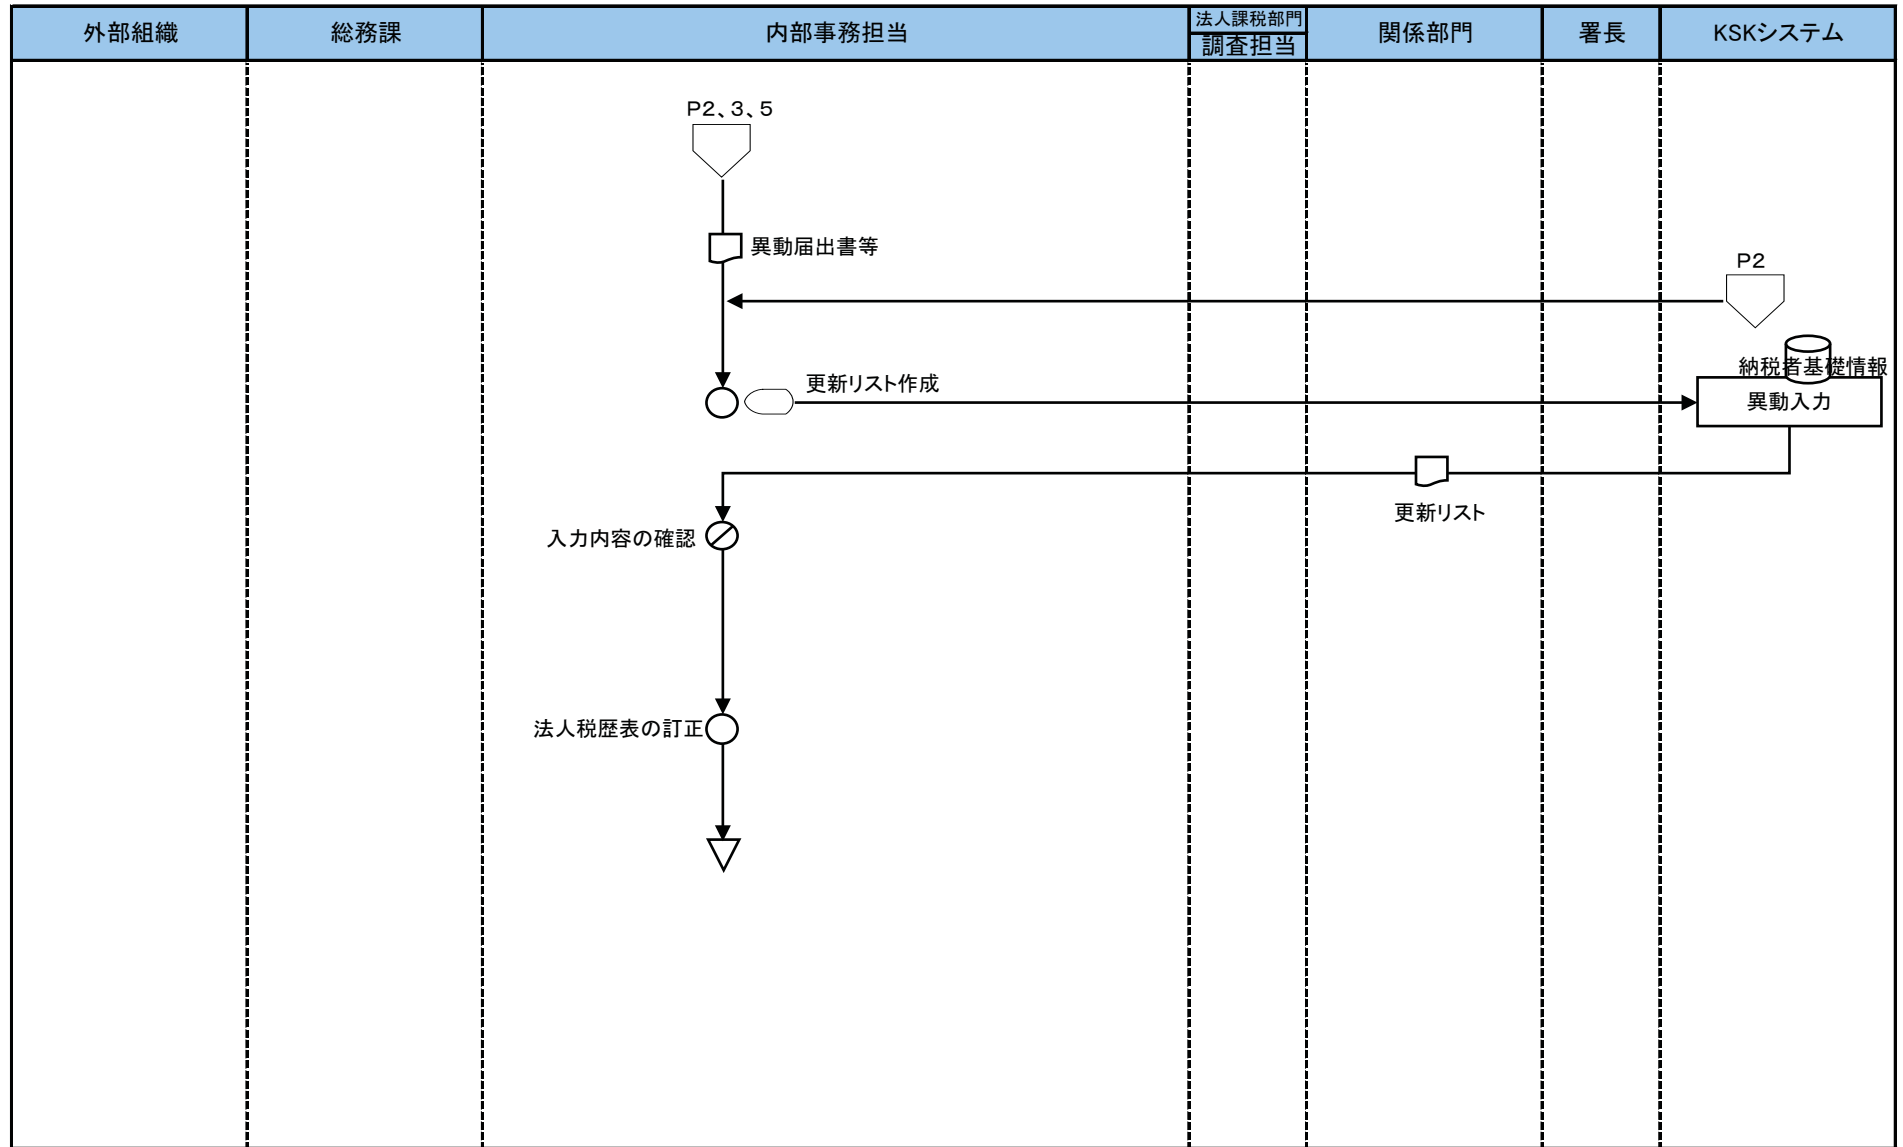 外部組織
総務課
内部事務担当
法人課税部門
調査担当
関係部門
署長
KSKシステム
P2、3、5
異動届出書等
P2
納税者基礎情報
更新リスト作成
異動入力
更新リスト
入力内容の確認
法人税歴表の訂正